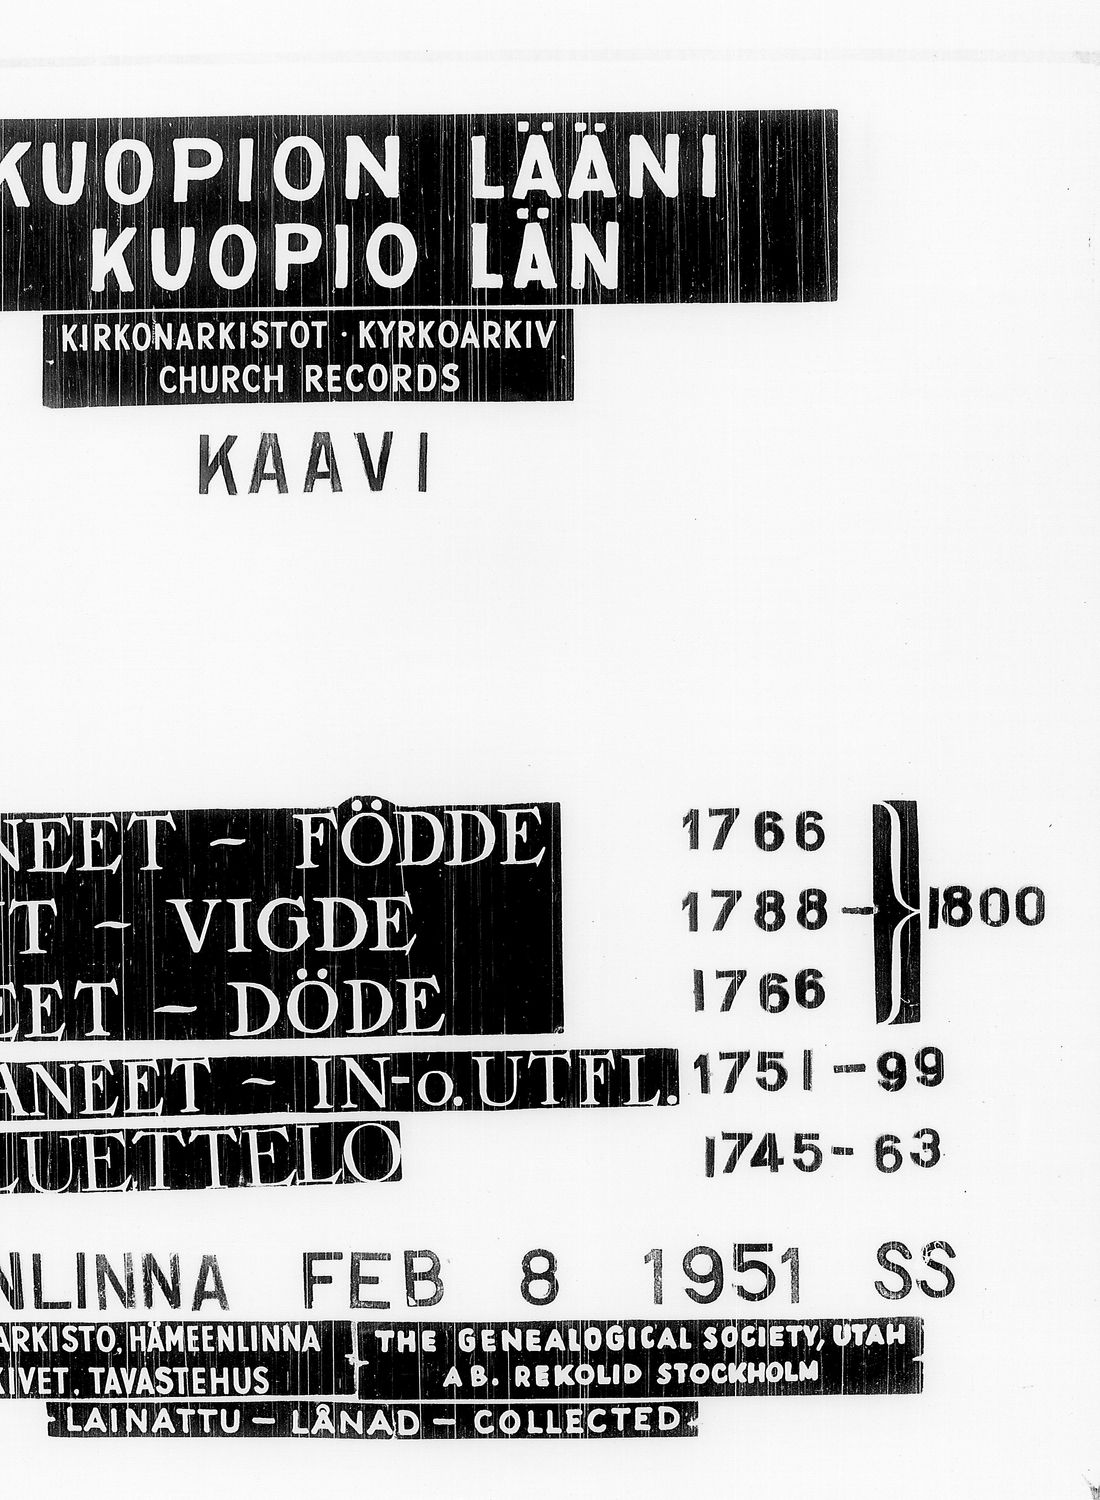 KUOPION LÄÄNI
KUOPIO LÄN
KIRKONARKISTOT · KYRKOARKIV
CHURCH RECORDS
KAAVI
NEET – FÖDDE 1766
T – VIGDE 1788 – } 1800
EET – DÖDE 1766
ANEET – IN-o. UTFL. 1751–99
LUETTELO 1745–63
NLINNA FEB 8 1951 SS
ARKISTO, HÄMEENLINNA
KIVET. TAVASTEHUS
THE GENEALOGICAL SOCIETY, UTAH
AB. REKOLID STOCKHOLM
LAINATTU – LÅNAD – COLLECTED